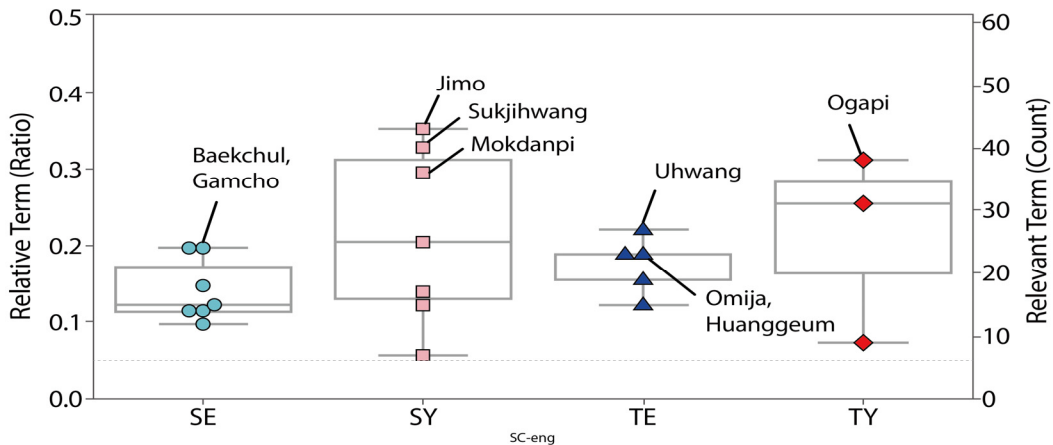 0.5
0.4
0.3
0.2
0.1
0.0
Relative Term (Ratio)
Baekchul,
Gamcho
Jimo
Sukjihwang
Mokdanpi
Uhwang
Omija,
Huanggeum
Ogapi
60
50
40
30
20
10
0
Relevant Term (Count)
SE
SY
TE
TY
SC-eng